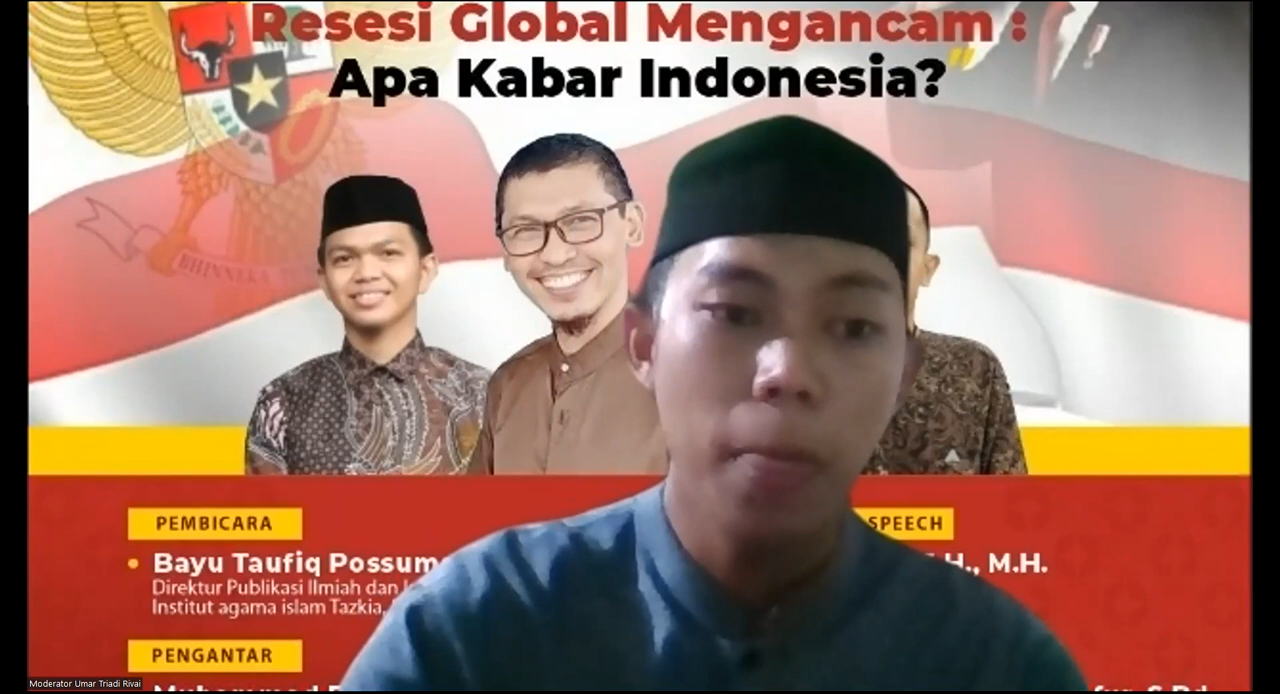 Resesi Global Mengancam :
Apa Kabar Indonesia?"
BHINNEKA
PEMBICARA
SPEECH
Bayu Taufiq
H., M.H.
Direktur Publikasi Ilmiah dan
Institut agama islam Tazkia,
PENGANTAR
Moderator Umar Triadi Rivai